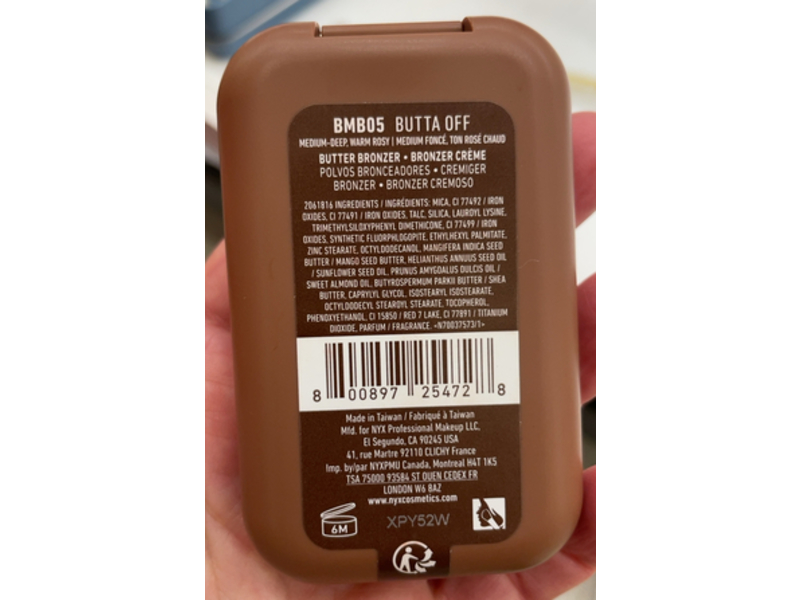 BMB05 BUTTA OFF
MEDIUM-DEEP, WARM ROSY | MEDIUM FONCÉ, TON ROSÉ CHAUD
BUTTER BRONZER • BRONZER CRÈME
POLVOS BRONCEADORES • CREMIGER
BRONZER • BRONZER CREMOSO
2061816 INGREDIENTS / INGRÉDIENTS: MICA, CI 77492 / IRON
OXIDES, CI 77491 / IRON OXIDES, TALC, SILICA, LAUROYL LYSINE,
TRIMETHYLSILOXYPHENYL DIMETHICONE, CI 77499 / IRON
OXIDES, SYNTHETIC FLUORPHLOGOPITE, ETHYLHEXYL PALMITATE,
ZINC STEARATE, OCTYLDODECANOL, MANGIFERA INDICA SEED
BUTTER / MANGO SEED BUTTER, HELIANTHUS ANNUUS SEED OIL
/ SUNFLOWER SEED OIL, PRUNUS AMYGDALUS DULCIS OIL /
SWEET ALMOND OIL, BUTYROSPERMUM PARKII BUTTER / SHEA
BUTTER, CAPRYLYL GLYCOL, ISOSTEARYL ISOSTEARATE,
OCTYLDODECYL STEAROYL STEARATE, TOCOPHEROL,
PHENOXYETHANOL, CI 15850 / RED 7 LAKE, CI 77891 / TITANIUM
DIOXIDE, PARFUM / FRAGRANCE. <N70037573/1>
8 00897 25472 8
Made in Taiwan / Fabriqué à Taiwan
Mfd. for NYX Professional Makeup LLC,
El Segundo, CA 90245 USA
41, rue Martre 92110 CLICHY France
Imp. by/par NYXPMU Canada, Montreal H4T 1K5
TSA 75000 93584 ST OUEN CEDEX FR
LONDON W6 8AZ
www.nyxcosmetics.com
6M
XPY52W